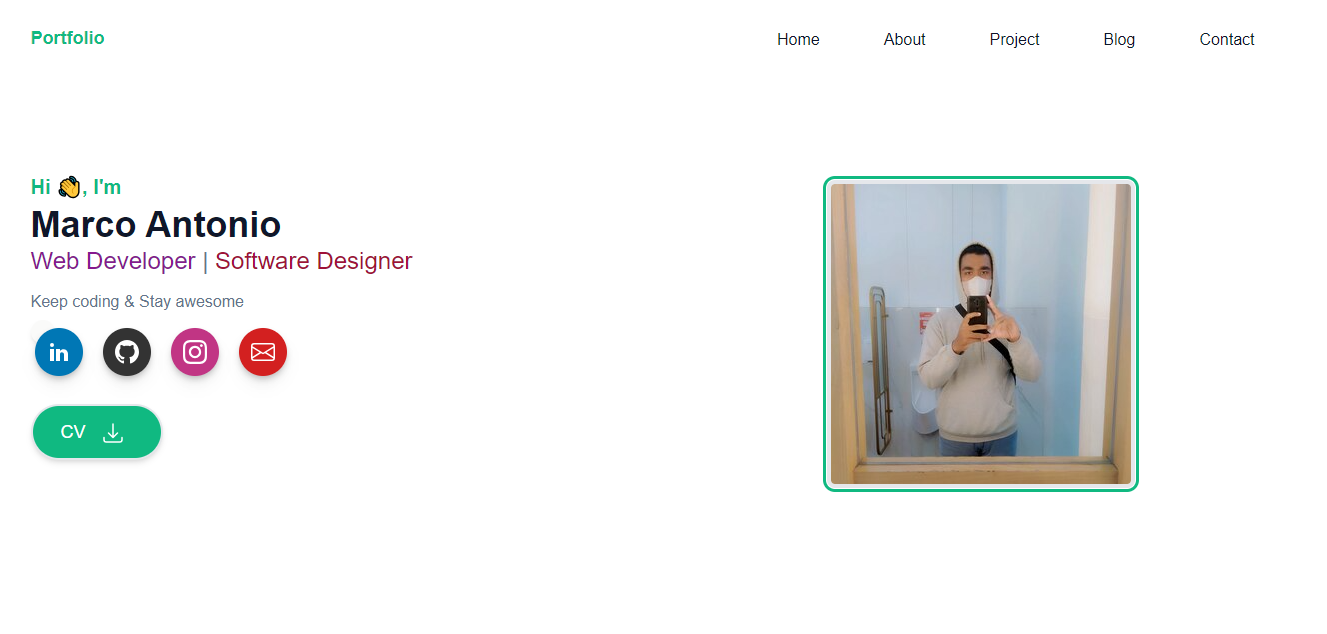 Portfolio
Home About Project Blog Contact
Hi 👋, I'm
Marco Antonio
Web Developer | Software Designer
Keep coding & Stay awesome
in
CV